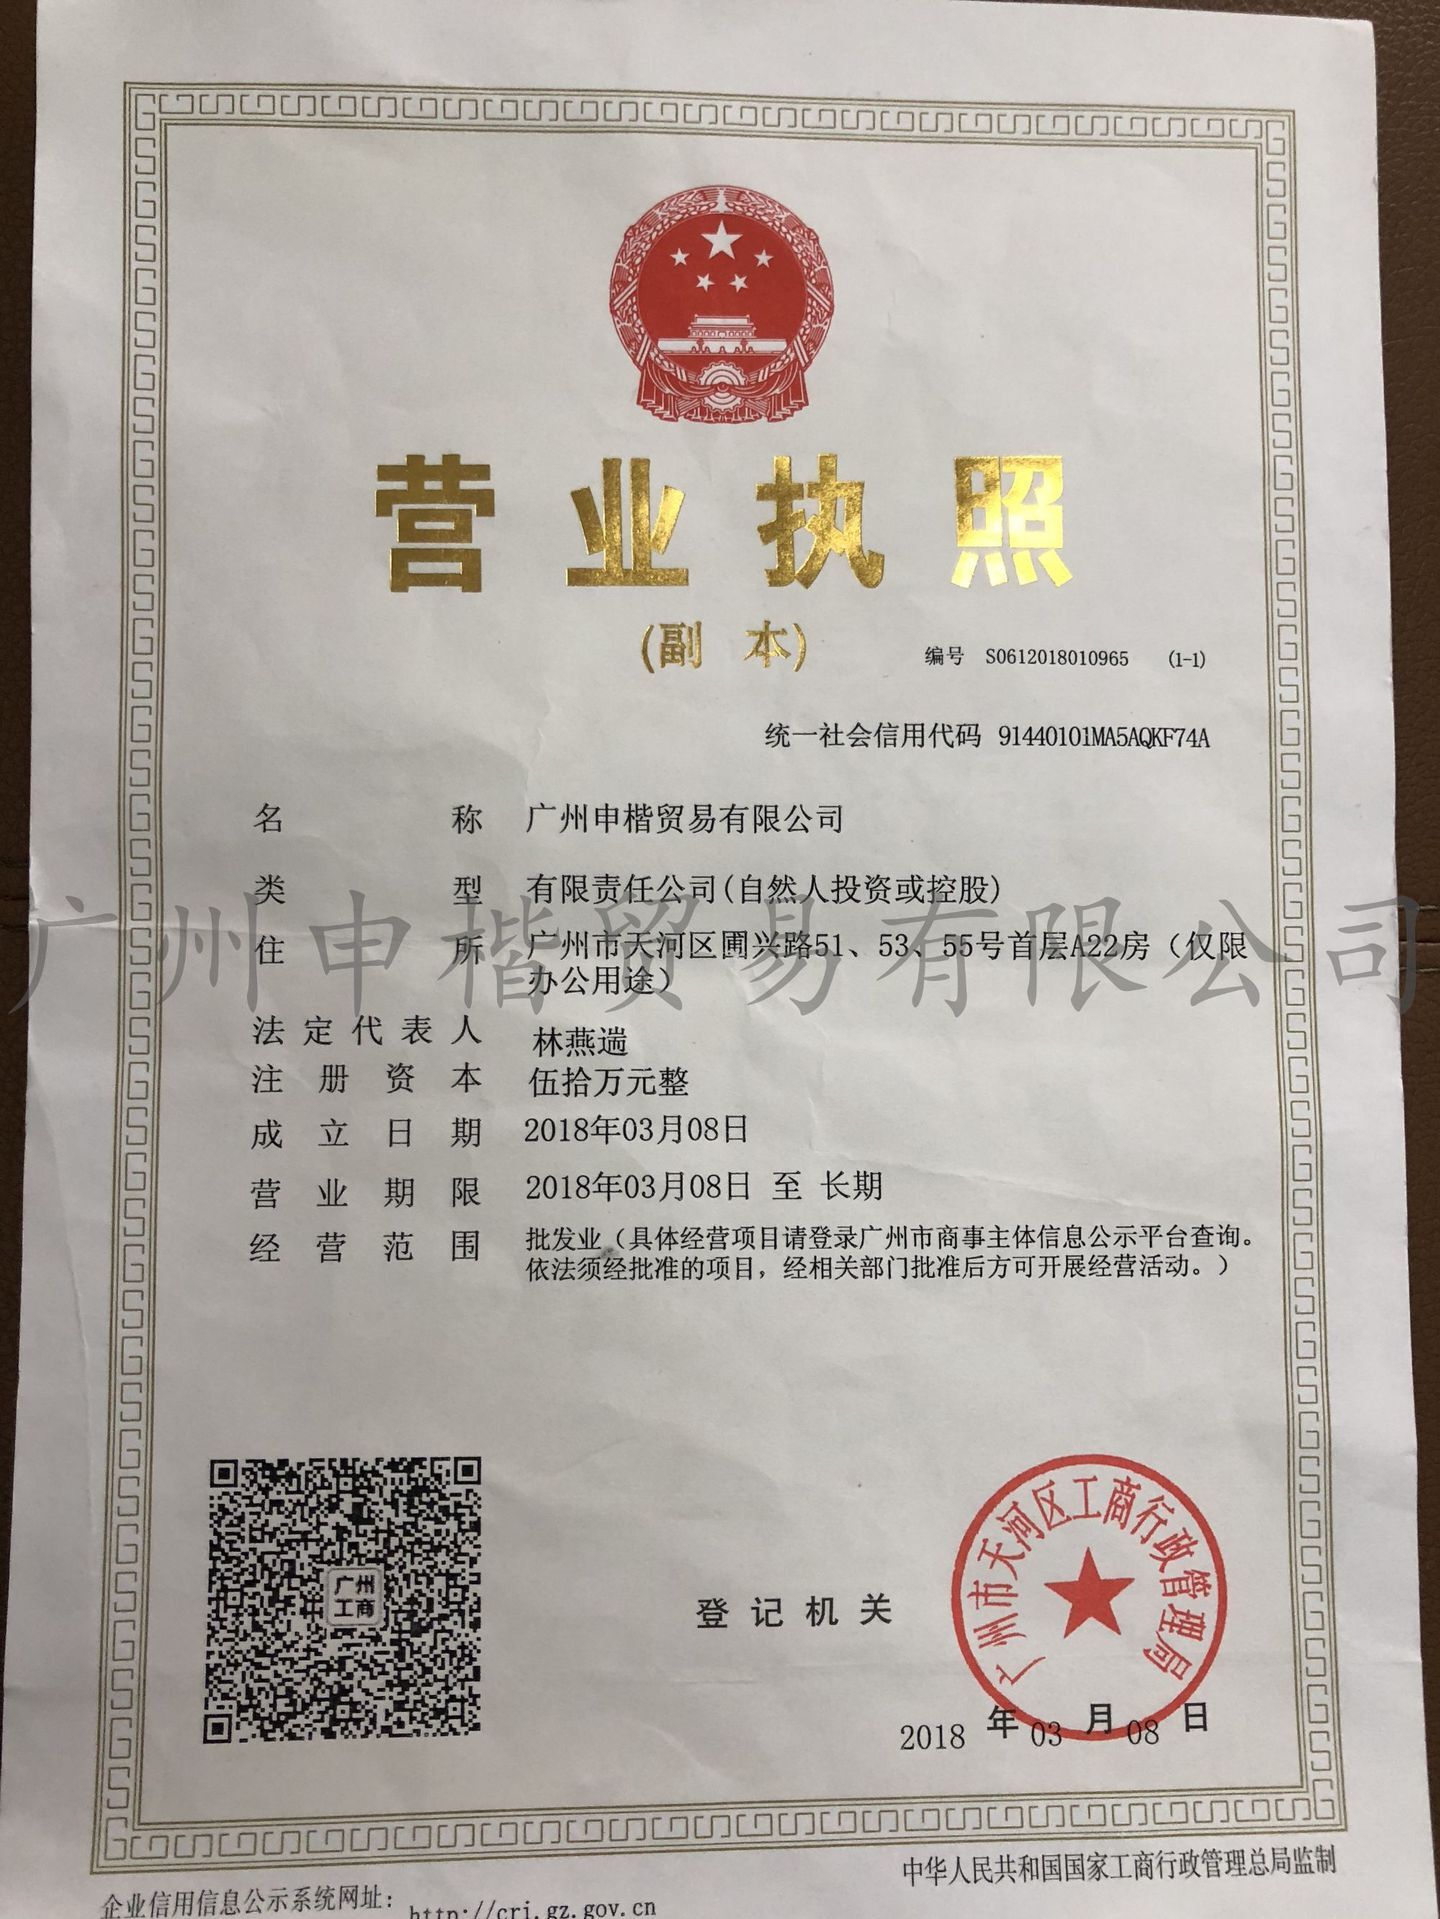 营业执照
(副 本)
编号 S0612018010965 (1-1)
统一社会信用代码 91440101MA5AQKF74A
名 称 广州申楷贸易有限公司
类 型 有限责任公司(自然人投资或控股)
广州申楷贸易有限公司
住 所 广州市天河区圃兴路51、53、55号首层A22房（仅限
办公用途）
法定代表人 林燕遄
注册资本 伍拾万元整
成立日期 2018年03月08日
营业期限 2018年03月08日 至 长期
经营范围 批发业（具体经营项目请登录广州市商事主体信息公示平台查询。
依法须经批准的项目，经相关部门批准后方可开展经营活动。）
广州
工商
登记机关
广州市天河区工商行政管理局
2018 年 03 月 08 日
企业信用信息公示系统网址： http://cri.gz.gov.cn
中华人民共和国国家工商行政管理总局监制